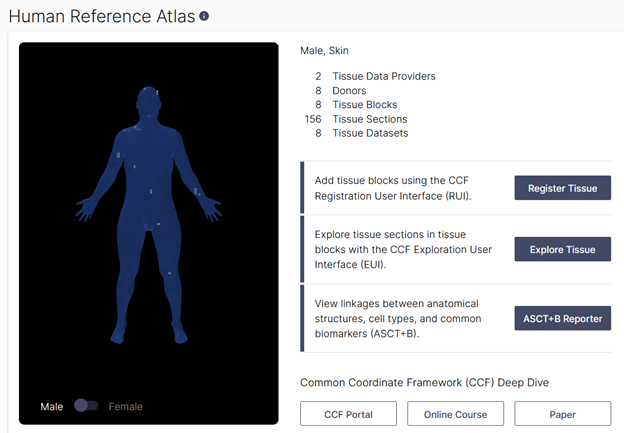 Human Reference Atlas
Male, Skin
2 Tissue Data Providers
8 Donors
8 Tissue Blocks
156 Tissue Sections
8 Tissue Datasets
Add tissue blocks using the CCF
Registration User Interface (RUI).
Register Tissue
Explore tissue sections in tissue
blocks with the CCF Exploration User
Interface (EUI).
Explore Tissue
View linkages between anatomical
structures, cell types, and common
biomarkers (ASCT+B).
ASCT+B Reporter
Male Female
Common Coordinate Framework (CCF) Deep Dive
CCF Portal Online Course Paper